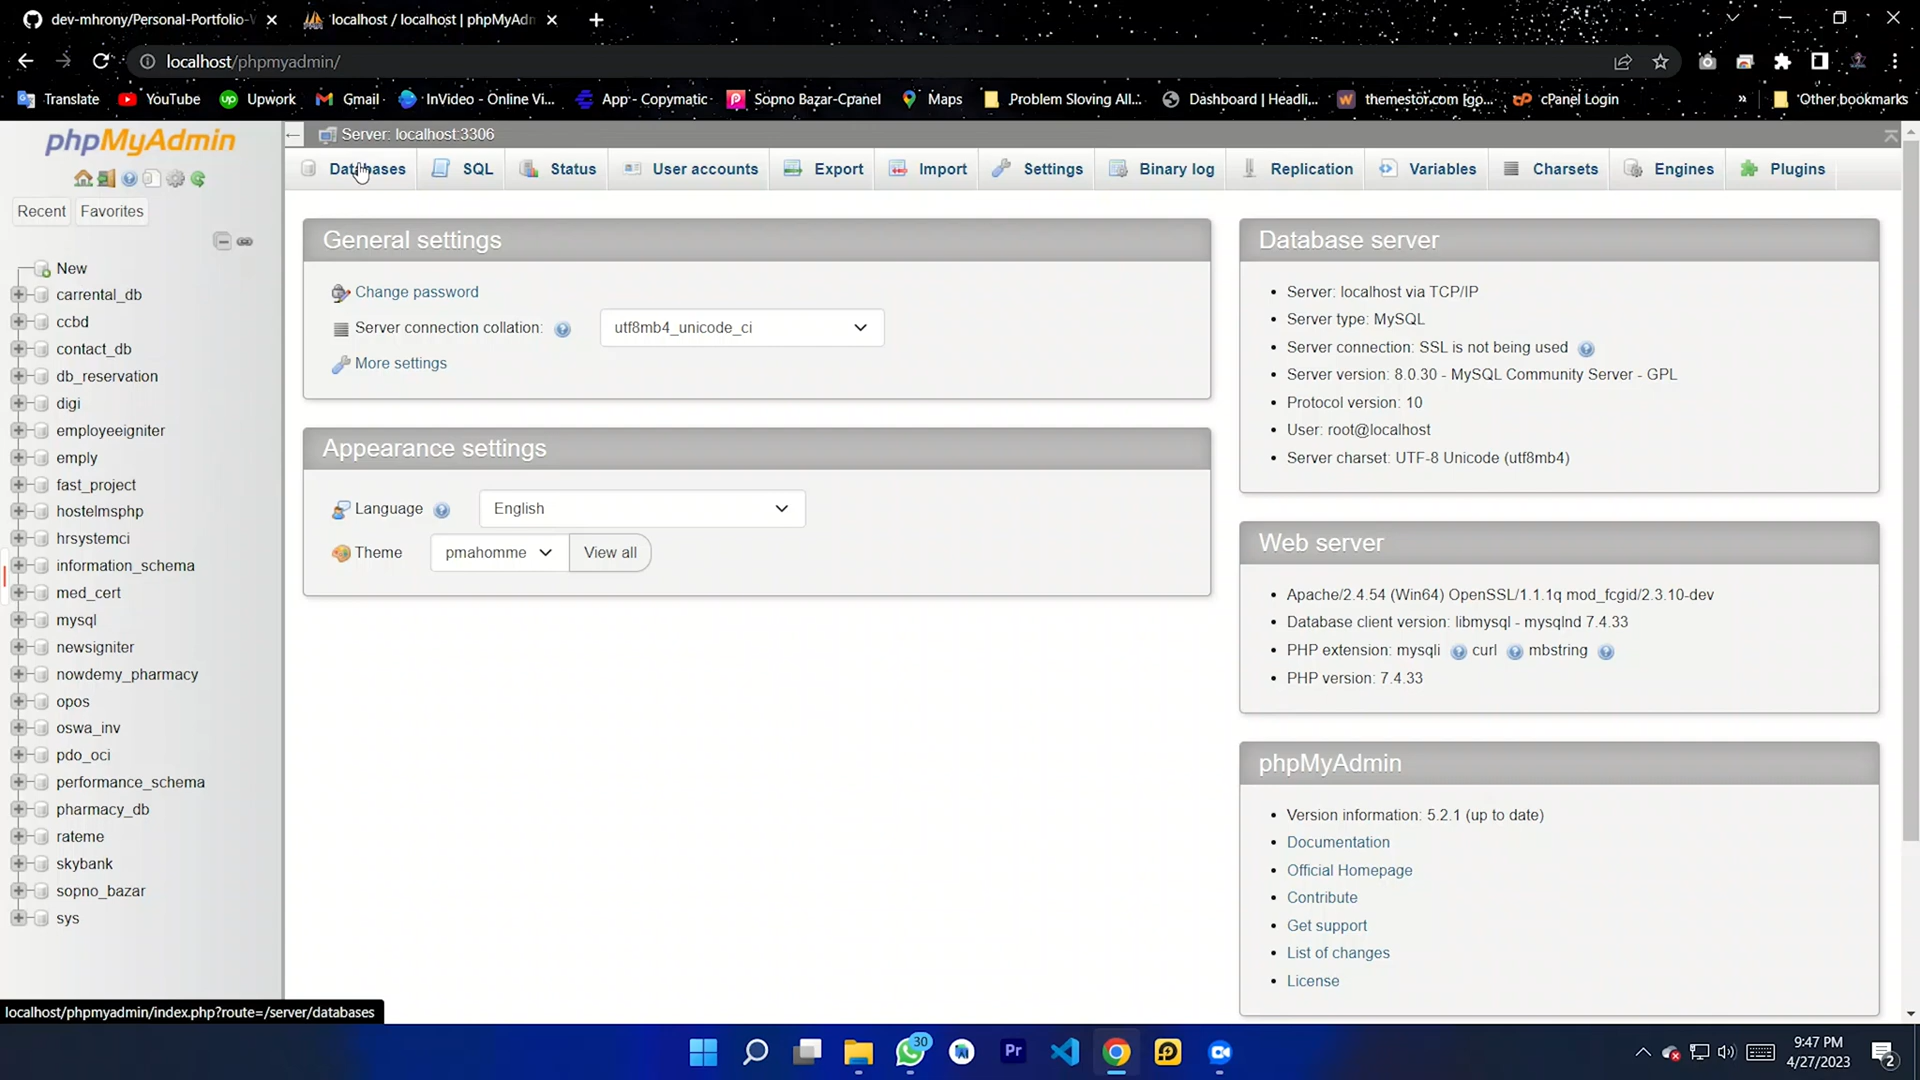 dev-mhrony/Personal-Portfolio-W
localhost / localhost | phpMyAdm
localhost/phpmyadmin/
Translate
YouTube
Upwork
Gmail
InVideo - Online Vi...
App - Copymatic
Sopno Bazar-Cpanel
Maps
Problem Sloving All...
Dashboard | Headli...
themestor.com [go...
cPanel Login
»
Other bookmarks
phpMyAdmin
Server: localhost:3306
Databases
SQL
Status
User accounts
Export
Import
Settings
Binary log
Replication
Variables
Charsets
Engines
Plugins
Recent
Favorites
New
carrental_db
ccbd
contact_db
db_reservation
digi
employeeigniter
emply
fast_project
hostelmsphp
hrsystemci
information_schema
med_cert
mysql
newsigniter
nowdemy_pharmacy
opos
oswa_inv
pdo_oci
performance_schema
pharmacy_db
rateme
skybank
sopno_bazar
sys
General settings
Change password
Server connection collation:
utf8mb4_unicode_ci
More settings
Appearance settings
Language
English
Theme
pmahomme
View all
Database server
• Server: localhost via TCP/IP
• Server type: MySQL
• Server connection: SSL is not being used
• Server version: 8.0.30 - MySQL Community Server - GPL
• Protocol version: 10
• User: root@localhost
• Server charset: UTF-8 Unicode (utf8mb4)
Web server
• Apache/2.4.54 (Win64) OpenSSL/1.1.1q mod_fcgid/2.3.10-dev
• Database client version: libmysql - mysqlnd 7.4.33
• PHP extension: mysqli curl mbstring
• PHP version: 7.4.33
phpMyAdmin
• Version information: 5.2.1 (up to date)
• Documentation
• Official Homepage
• Contribute
• Get support
• List of changes
• License
localhost/phpmyadmin/index.php?route=/server/databases
30
Pr
9:47 PM
4/27/2023
2